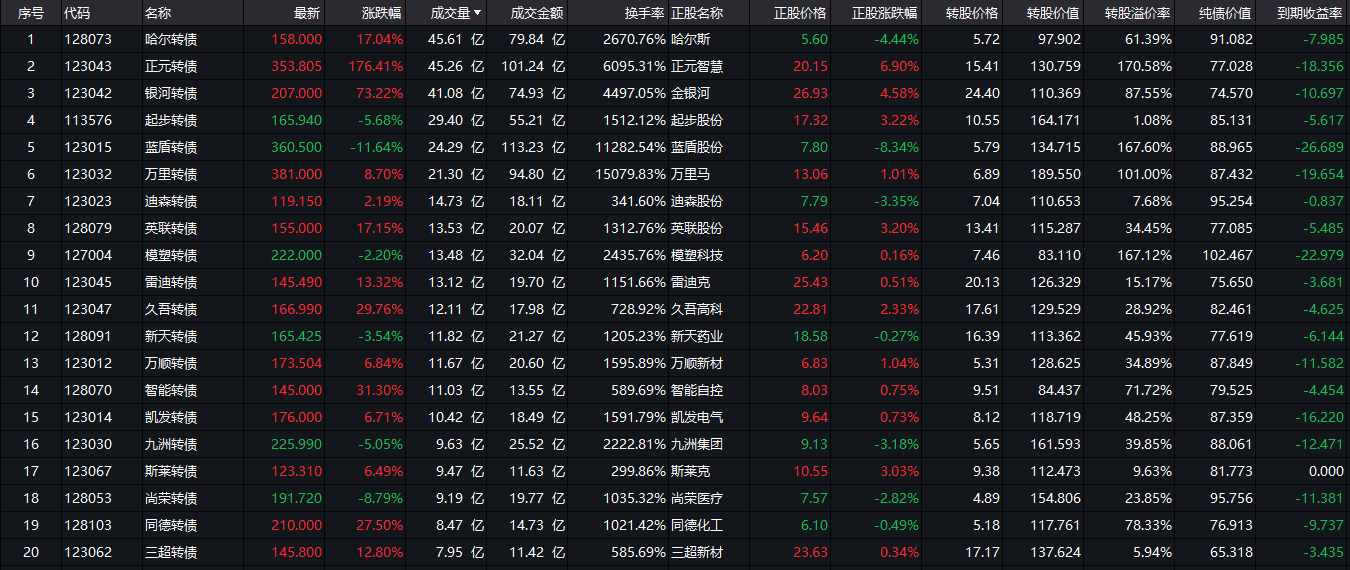 序号 代码 名称 最新 涨跌幅 成交量▼ 成交金额 换手率 正股名称 正股价格 正股涨跌幅 转股价格 转股价值 转股溢价率 纯债价值 到期收益率
1 128073 哈尔转债 158.000 17.04% 45.61 亿 79.84 亿 2670.76% 哈尔斯 5.60 -4.44% 5.72 97.902 61.39% 91.082 -7.985
2 123043 正元转债 353.805 176.41% 45.26 亿 101.24 亿 6095.31% 正元智慧 20.15 6.90% 15.41 130.759 170.58% 77.028 -18.356
3 123042 银河转债 207.000 73.22% 41.08 亿 74.93 亿 4497.05% 金银河 26.93 4.58% 24.40 110.369 87.55% 74.570 -10.697
4 113576 起步转债 165.940 -5.68% 29.40 亿 55.21 亿 1512.12% 起步股份 17.32 3.22% 10.55 164.171 1.08% 85.131 -5.617
5 123015 蓝盾转债 360.500 -11.64% 24.29 亿 113.23 亿 11282.54% 蓝盾股份 7.80 -8.34% 5.79 134.715 167.60% 88.965 -26.689
6 123032 万里转债 381.000 8.70% 21.30 亿 94.80 亿 15079.83% 万里马 13.06 1.01% 6.89 189.550 101.00% 87.432 -19.654
7 123023 迪森转债 119.150 2.19% 14.73 亿 18.11 亿 341.60% 迪森股份 7.79 -3.35% 7.04 110.653 7.68% 95.254 -0.837
8 128079 英联转债 155.000 17.15% 13.53 亿 20.07 亿 1312.76% 英联股份 15.46 3.20% 13.41 115.287 34.45% 77.085 -5.485
9 127004 模塑转债 222.000 -2.20% 13.48 亿 32.04 亿 2435.76% 模塑科技 6.20 0.16% 7.46 83.110 167.12% 102.467 -22.979
10 123045 雷迪转债 145.490 13.32% 13.12 亿 19.70 亿 1151.66% 雷迪克 25.43 0.51% 20.13 126.329 15.17% 75.650 -3.681
11 123047 久吾转债 166.990 29.76% 12.11 亿 17.98 亿 728.92% 久吾高科 22.81 2.33% 17.61 129.529 28.92% 82.461 -4.625
12 128091 新天转债 165.425 -3.54% 11.82 亿 21.27 亿 1205.23% 新天药业 18.58 -0.27% 16.39 113.362 45.93% 77.619 -6.144
13 123012 万顺转债 173.504 6.84% 11.67 亿 20.60 亿 1595.89% 万顺新材 6.83 1.04% 5.31 128.625 34.89% 87.849 -11.582
14 128070 智能转债 145.000 31.30% 11.03 亿 13.55 亿 589.69% 智能自控 8.03 0.75% 9.51 84.437 71.72% 79.525 -4.454
15 123014 凯发转债 176.000 6.71% 10.42 亿 18.49 亿 1591.79% 凯发电气 9.64 0.73% 8.12 118.719 48.25% 87.359 -16.220
16 123030 九洲转债 225.990 -5.05% 9.63 亿 25.52 亿 2222.81% 九洲集团 9.13 -3.18% 5.65 161.593 39.85% 88.061 -12.471
17 123067 斯莱转债 123.310 6.49% 9.47 亿 11.63 亿 299.86% 斯莱克 10.55 3.03% 9.38 112.473 9.63% 81.773 0.000
18 128053 尚荣转债 191.720 -8.79% 9.19 亿 19.77 亿 1035.32% 尚荣医疗 7.57 -2.82% 4.89 154.806 23.85% 95.756 -11.381
19 128103 同德转债 210.000 27.50% 8.47 亿 14.73 亿 1021.42% 同德化工 6.10 -0.49% 5.18 117.761 78.33% 76.913 -9.737
20 123062 三超转债 145.800 12.80% 7.95 亿 11.42 亿 585.69% 三超新材 23.63 0.34% 17.17 137.624 5.94% 65.318 -3.435